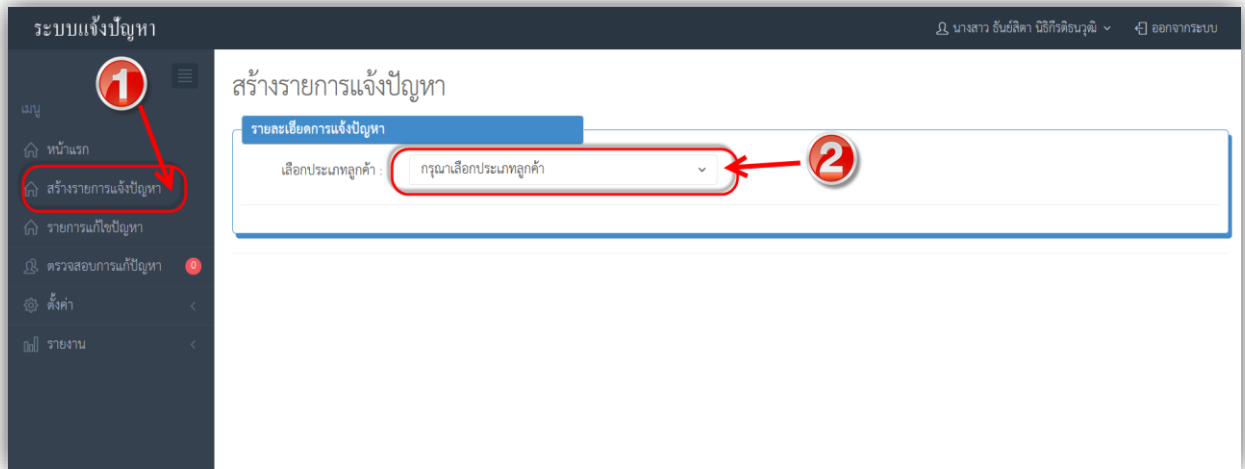 ระบบแจ้งปัญหา
นางสาว ธันย์สิตา นิธิกีรติธนวุฒิ
ออกจากระบบ
1
เมนู
หน้าแรก
สร้างรายการแจ้งปัญหา
รายการแก้ไขปัญหา
ตรวจสอบการแก้ปัญหา 0
ตั้งค่า
รายงาน
สร้างรายการแจ้งปัญหา
รายละเอียดการแจ้งปัญหา
เลือกประเภทลูกค้า : กรุณาเลือกประเภทลูกค้า
2